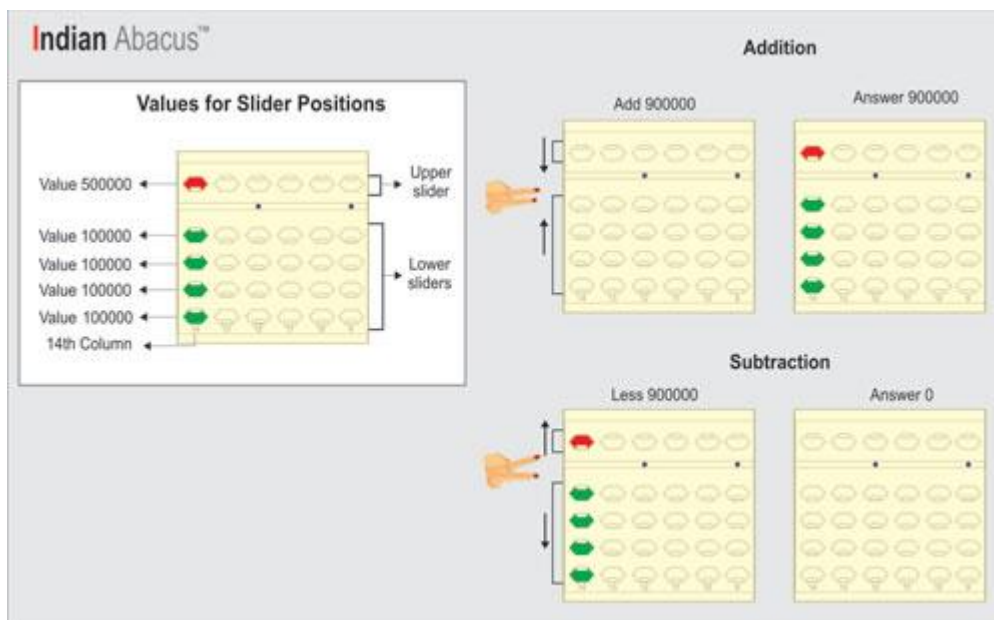 Indian Abacus™
Values for Slider Positions
Value 500000
Upper
slider
Value 100000
Value 100000
Value 100000
Value 100000
Lower
sliders
14th Column
Addition
Add 900000
Answer 900000
Subtraction
Less 900000
Answer 0